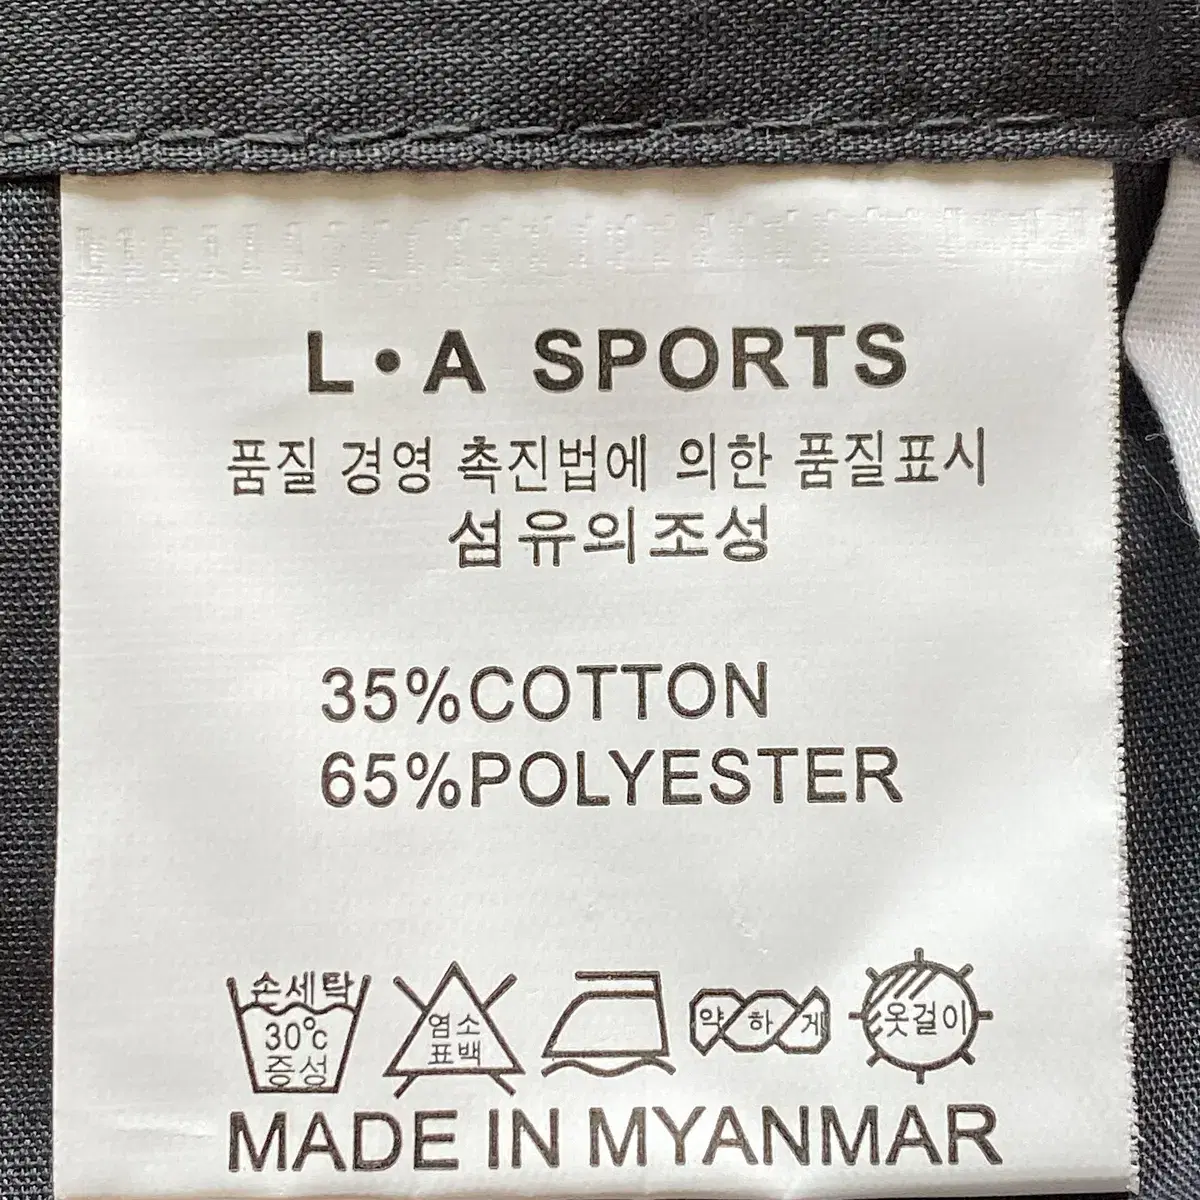 L·A SPORTS
품질 경영 촉진법에 의한 품질표시
섬유의조성
35%COTTON
65%POLYESTER
손세탁
30℃
중성
염소
표백
약하게
옷걸이
MADE IN MYANMAR